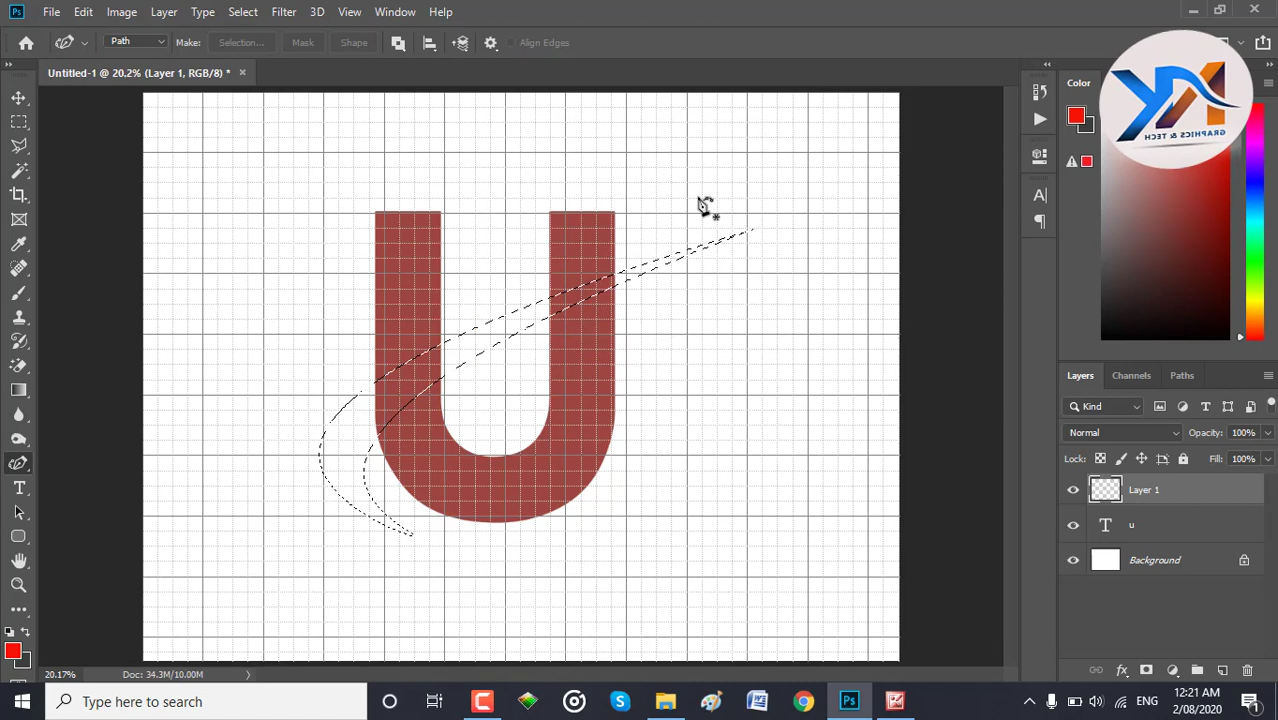 Ps File Edit Image Layer Type Select Filter 3D View Window Help
Path Make: Selection... Mask Shape Align Edges
Untitled-1 @ 20.2% (Layer 1, RGB/8) *
Color
AK
GRAPHICS & TECH
U
Layers Channels Paths
Kind
Normal Opacity: 100%
Lock: Fill: 100%
Layer 1
T u
Background
20.17% Doc: 34.3M/10.00M
Type here to search
Ps
ENG
12:21 AM
2/08/2020